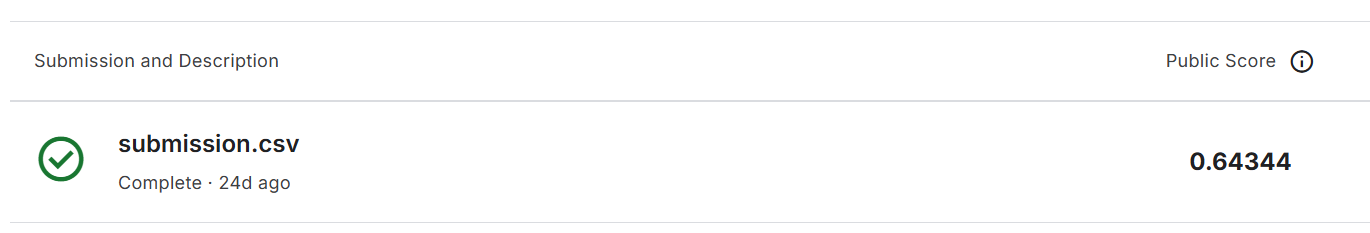 Submission and Description
Public Score
submission.csv
Complete · 24d ago
0.64344